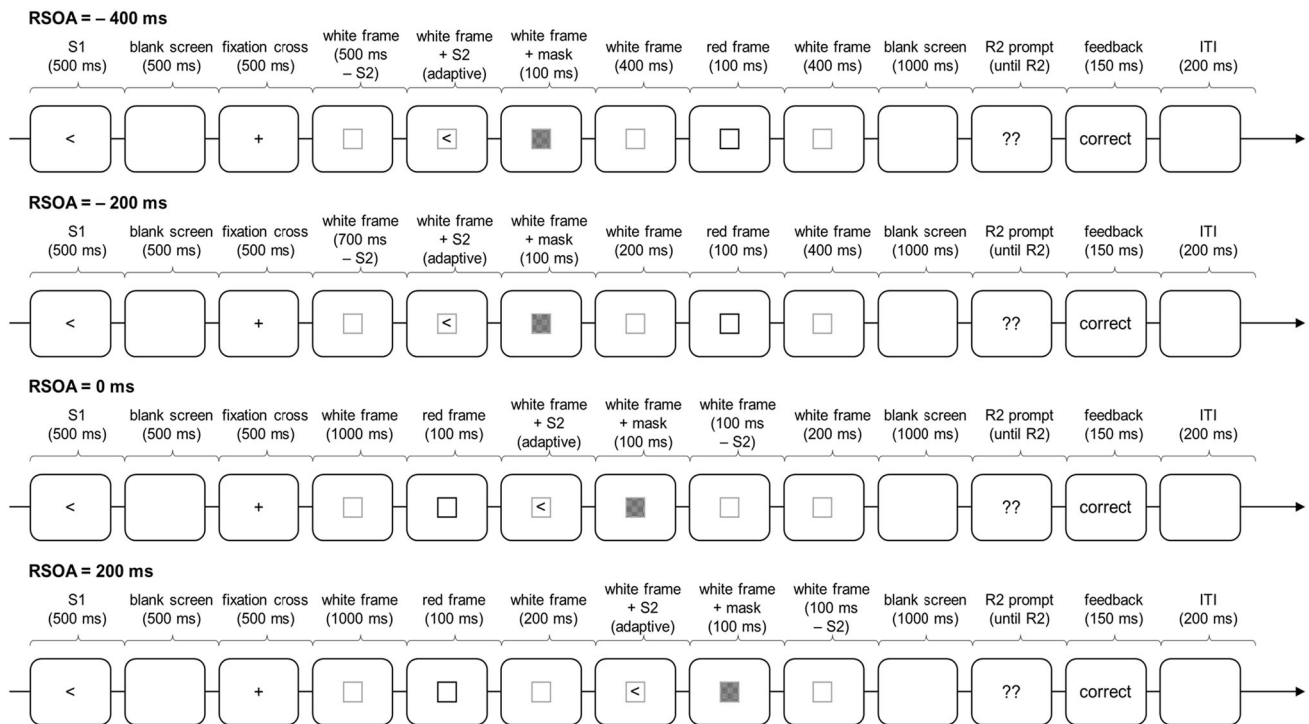 RSOA = – 400 ms
S1 (500 ms)
blank screen (500 ms)
fixation cross (500 ms)
white frame (500 ms – S2)
white frame + S2 (adaptive)
white frame + mask (100 ms)
white frame (400 ms)
red frame (100 ms)
white frame (400 ms)
blank screen (1000 ms)
R2 prompt (until R2)
feedback (150 ms)
ITI (200 ms)
< + < ?? correct
RSOA = – 200 ms
S1 (500 ms)
blank screen (500 ms)
fixation cross (500 ms)
white frame (700 ms – S2)
white frame + S2 (adaptive)
white frame + mask (100 ms)
white frame (200 ms)
red frame (100 ms)
white frame (400 ms)
blank screen (1000 ms)
R2 prompt (until R2)
feedback (150 ms)
ITI (200 ms)
< + < ?? correct
RSOA = 0 ms
S1 (500 ms)
blank screen (500 ms)
fixation cross (500 ms)
white frame (1000 ms)
red frame (100 ms)
white frame + S2 (adaptive)
white frame + mask (100 ms)
white frame (100 ms – S2)
white frame (200 ms)
blank screen (1000 ms)
R2 prompt (until R2)
feedback (150 ms)
ITI (200 ms)
< + < ?? correct
RSOA = 200 ms
S1 (500 ms)
blank screen (500 ms)
fixation cross (500 ms)
white frame (1000 ms)
red frame (100 ms)
white frame (200 ms)
white frame + S2 (adaptive)
white frame + mask (100 ms)
white frame (100 ms – S2)
blank screen (1000 ms)
R2 prompt (until R2)
feedback (150 ms)
ITI (200 ms)
< + < ?? correct